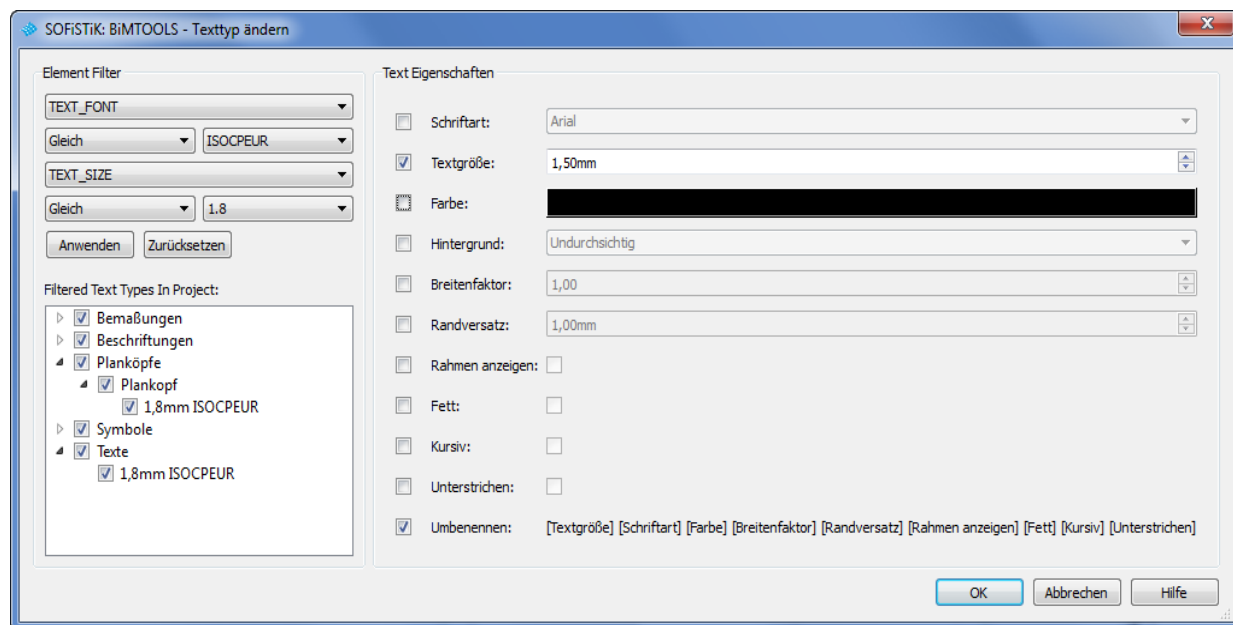 SOFiSTiK: BiMTOOLS - Texttyp ändern
Element Filter
TEXT_FONT
Gleich ISOCPEUR
TEXT_SIZE
Gleich 1.8
Anwenden Zurücksetzen
Filtered Text Types In Project:
Bemaßungen
Beschriftungen
Planköpfe
Plankopf
1,8mm ISOCPEUR
Symbole
Texte
1,8mm ISOCPEUR
Text Eigenschaften
Schriftart: Arial
Textgröße: 1,50mm
Farbe:
Hintergrund: Undurchsichtig
Breitenfaktor: 1,00
Randversatz: 1,00mm
Rahmen anzeigen:
Fett:
Kursiv:
Unterstrichen:
Umbenennen: [Textgröße] [Schriftart] [Farbe] [Breitenfaktor] [Randversatz] [Rahmen anzeigen] [Fett] [Kursiv] [Unterstrichen]
OK Abbrechen Hilfe